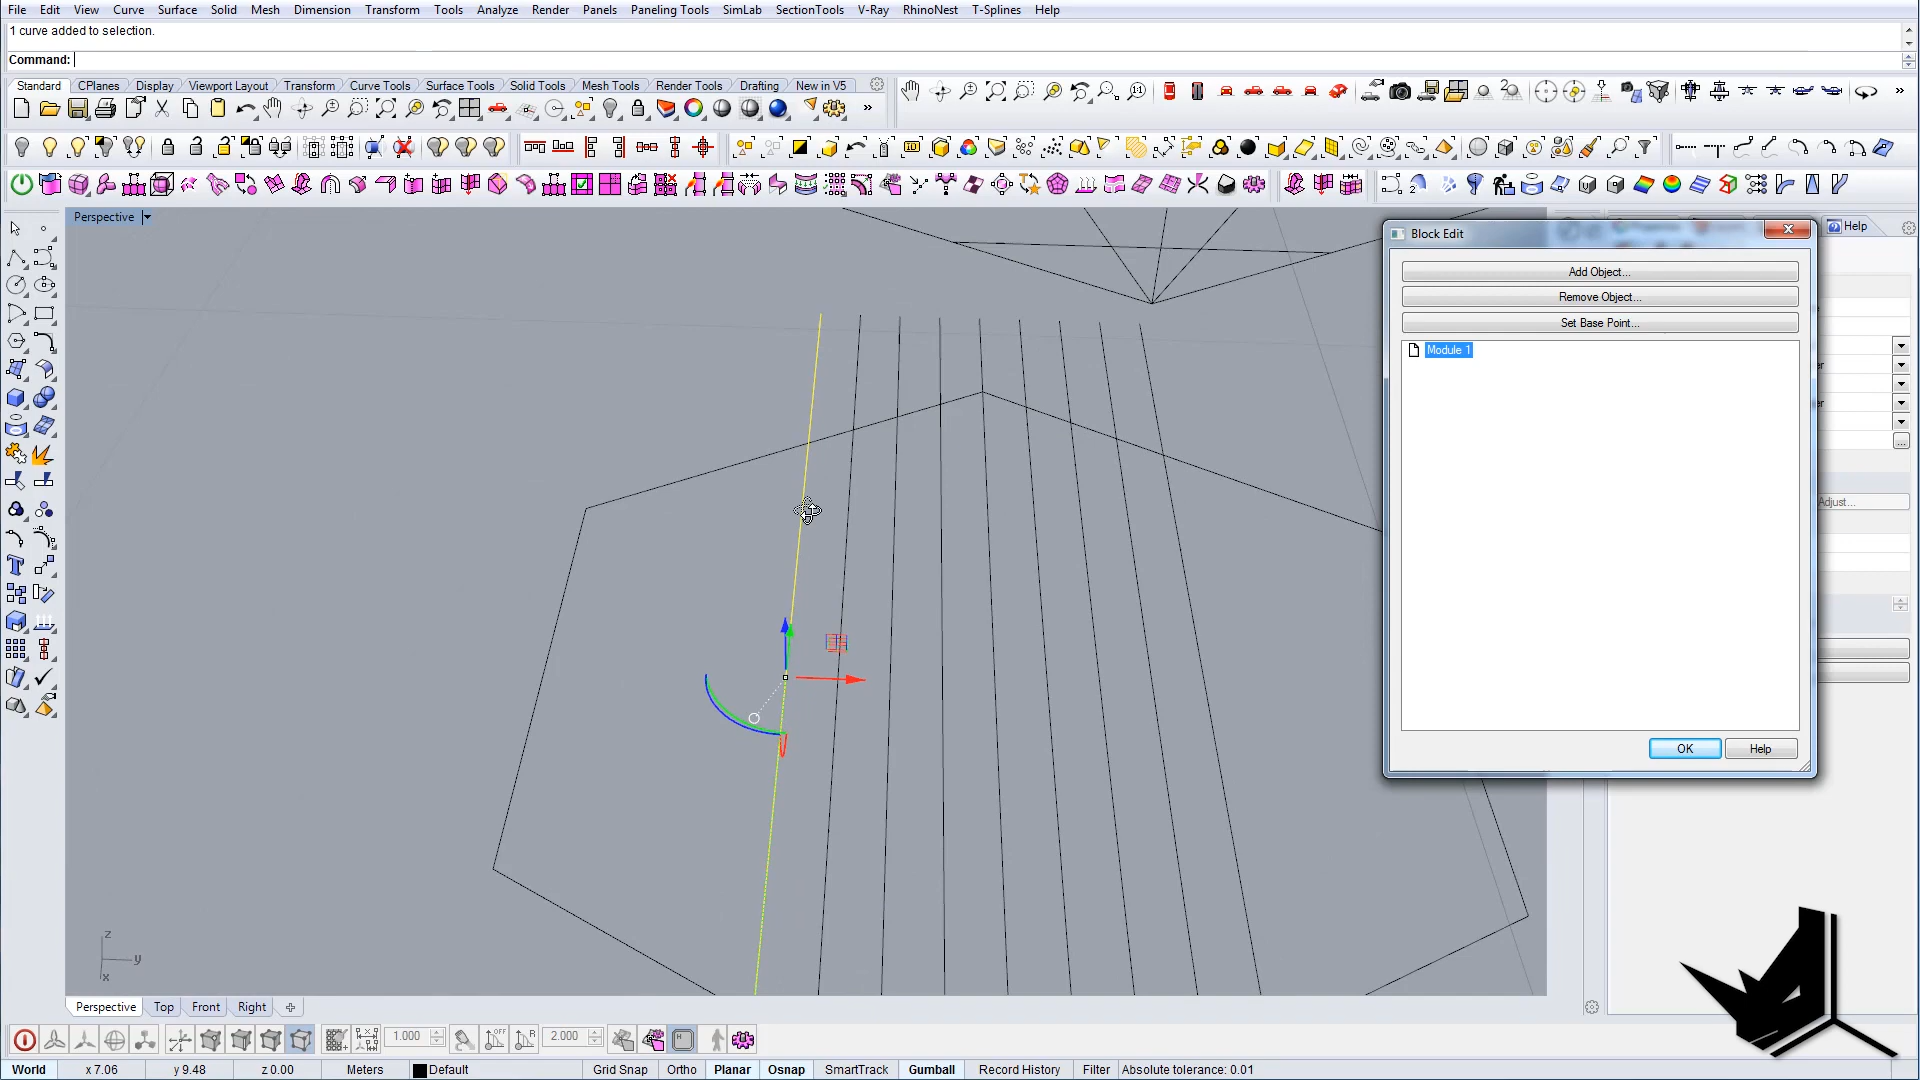 File Edit View Curve Surface Solid Mesh Dimension Transform Tools Analyze Render Panels Paneling Tools SimLab SectionTools V-Ray RhinoNest T-Splines Help
1 curve added to selection.
Command:
Standard CPlanes Display Viewport Layout Transform Curve Tools Surface Tools Solid Tools Mesh Tools Render Tools Drafting New in V5
Perspective
Block Edit
Help
Add Object...
Remove Object...
Set Base Point...
Module 1
er
er
Adjust...
OK Help
z
y
x
Perspective Top Front Right
1.000 2.000
World x 7.06 y 9.48 z 0.00 Meters Default Grid Snap Ortho Planar Osnap SmartTrack Gumball Record History Filter Absolute tolerance: 0.01